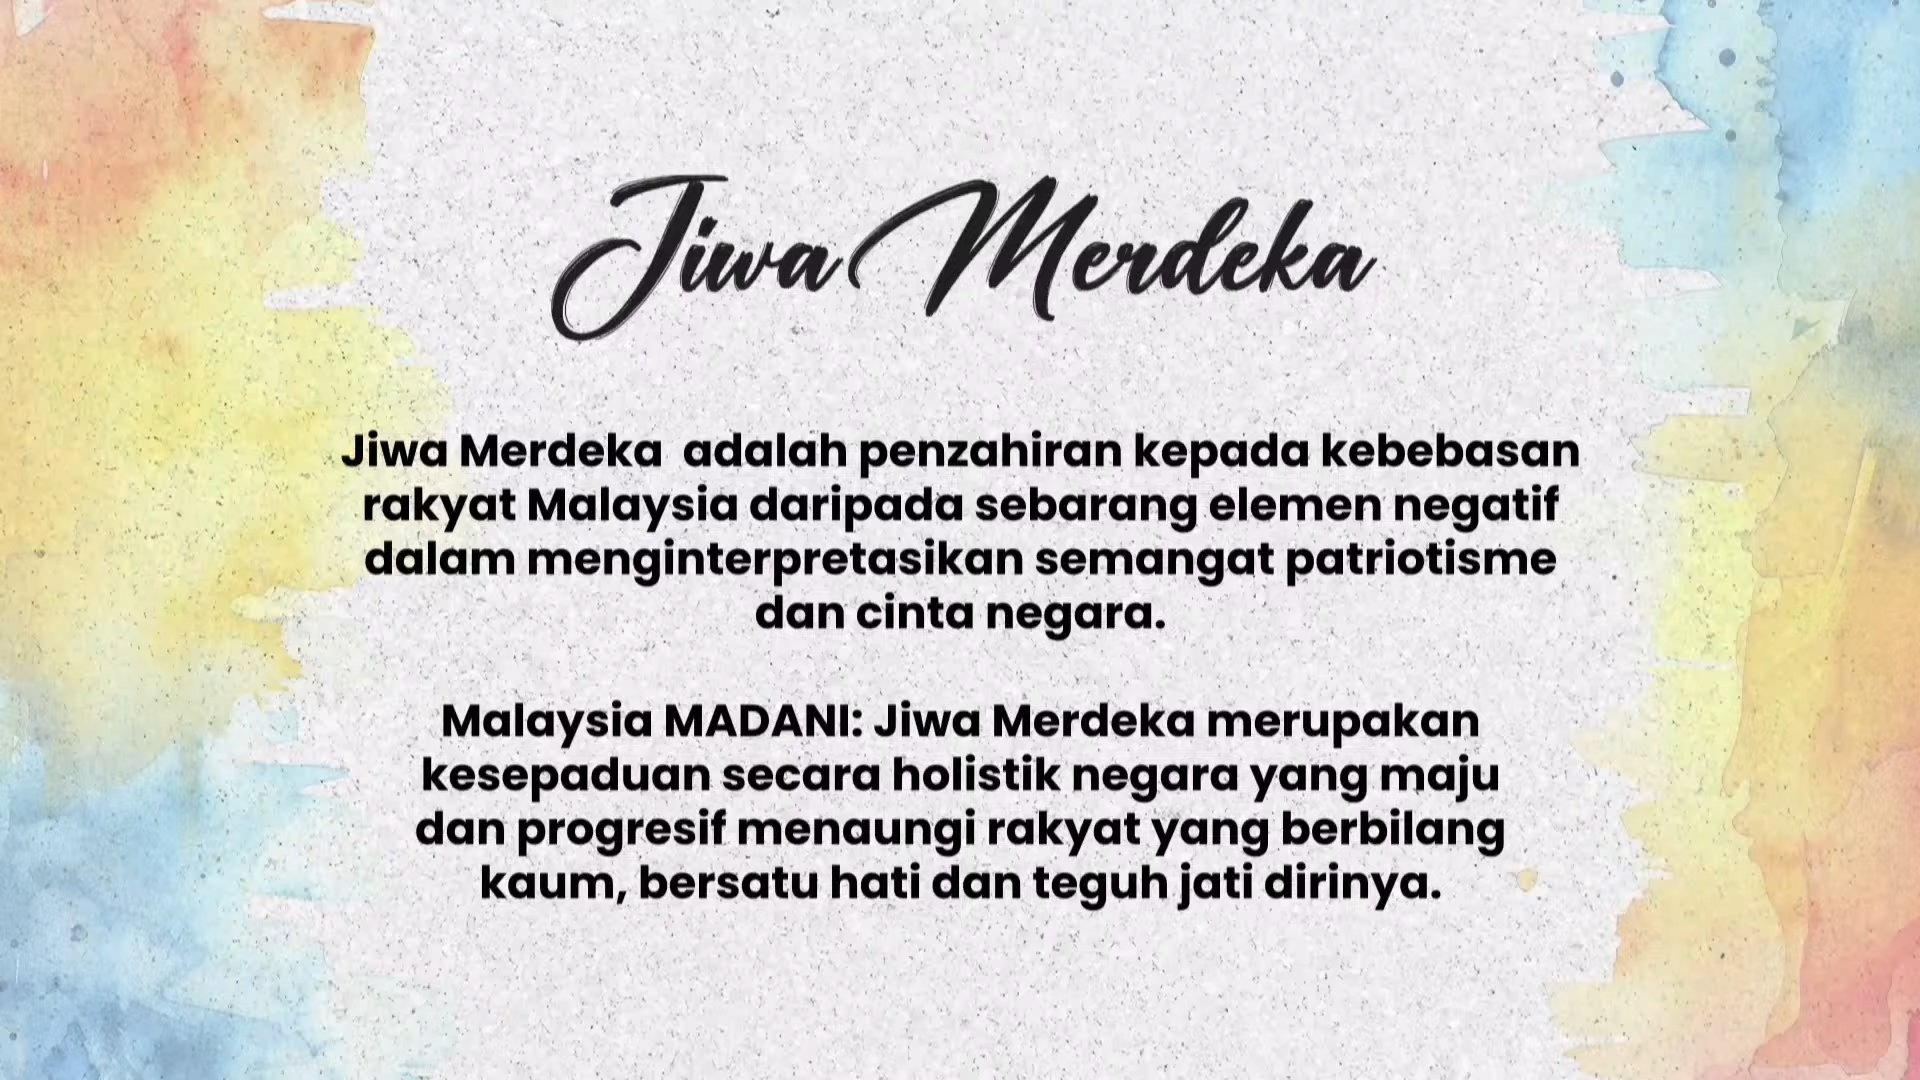 Jiwa Merdeka
Jiwa Merdeka  adalah penzahiran kepada kebebasan
rakyat Malaysia daripada sebarang elemen negatif
dalam menginterpretasikan semangat patriotisme
dan cinta negara.
Malaysia MADANI: Jiwa Merdeka merupakan
kesepaduan secara holistik negara yang maju
dan progresif menaungi rakyat yang berbilang
kaum, bersatu hati dan teguh jati dirinya.